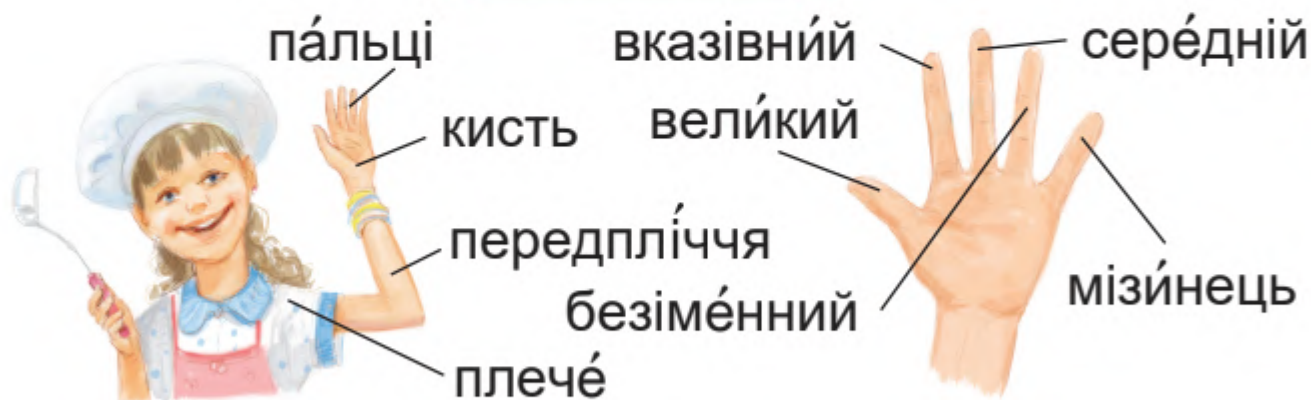 па́льці
кисть
передплі́ччя
плече́
вказівни́й
сере́дній
вели́кий
безіме́нний
мізи́нець